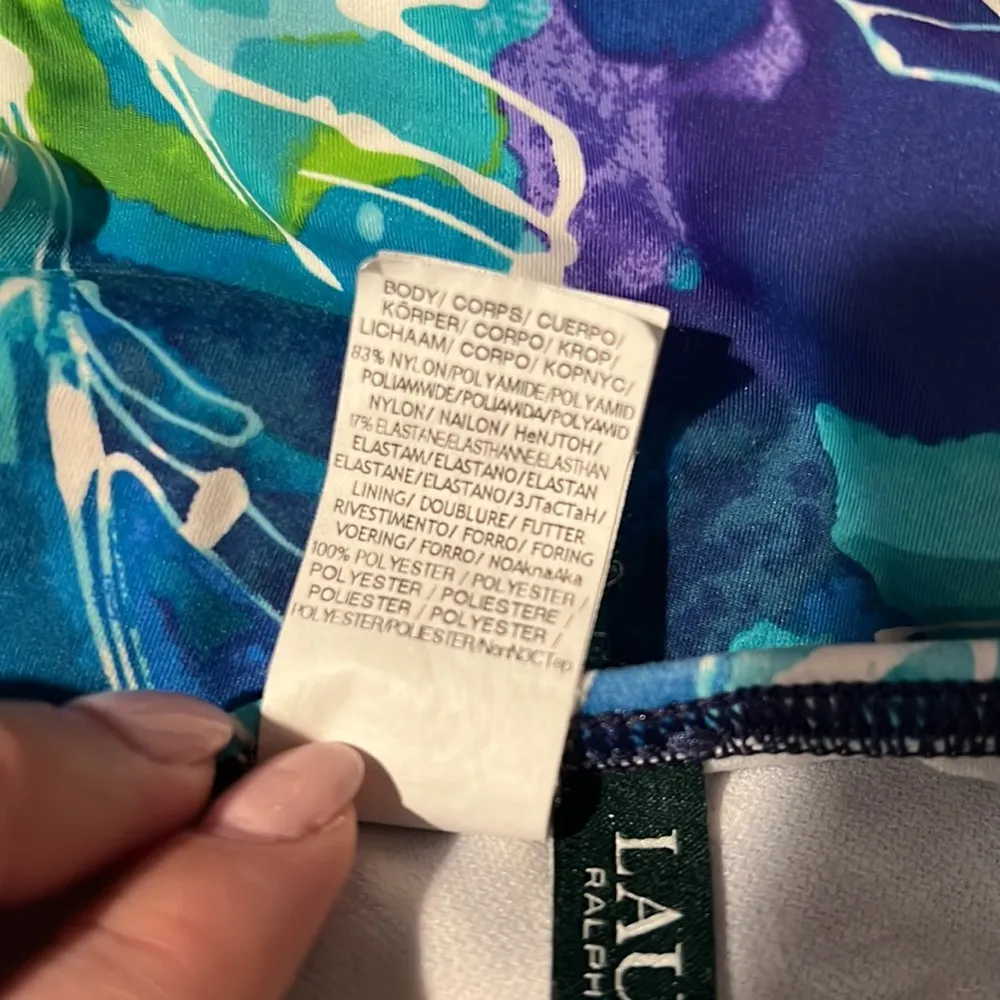 BODY/ CORPS/ CUERPO/
KÖRPER/ CORPO/ KROP/
LICHAAM/ CORPO/ KOPNYC/
83% NYLON/POLYAMIDE/POLYAMID
POLIAMMIDE/POLIAMIDA/POLYAMID
NYLON/ NAILON/ HeNJTOH/
17% ELASTANE/ELASTHANNE/ELASTHAN
ELASTAM/ELASTANO/ELASTAN
ELASTANE/ELASTANO/3JTaCTaH/
LINING/ DOUBLURE/ FUTTER
RIVESTIMENTO/ FORRO/ FORING
VOERING/ FORRO/ NOAknaAka
100% POLYESTER / POLYESTER /
POLYESTER / POLIESTERE /
POLIESTER / POLYESTER /
POLYESTER/POLIESTER/NonN3CTep
LAU
RALPH